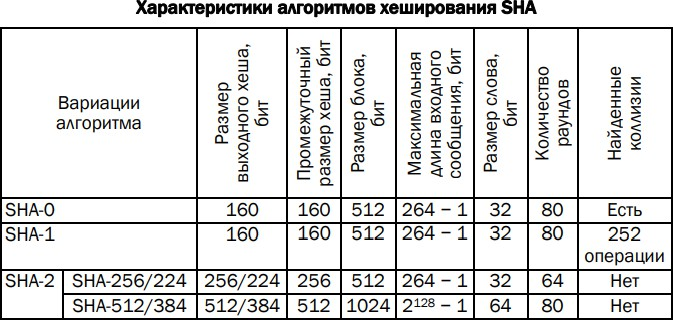 Характеристики алгоритмов хеширования SHA
Вариации алгоритма | Размер выходного хеша, бит | Промежуточный размер хеша, бит | Размер блока, бит | Максимальная длина входного сообщения, бит | Размер слова, бит | Количество раундов | Найденные коллизии
SHA-0 | 160 | 160 | 512 | 264 – 1 | 32 | 80 | Есть
SHA-1 | 160 | 160 | 512 | 264 – 1 | 32 | 80 | 252 операции
SHA-2 | SHA-256/224 | 256/224 | 256 | 512 | 264 – 1 | 32 | 64 | Нет
SHA-512/384 | 512/384 | 512 | 1024 | 2¹²⁸ – 1 | 64 | 80 | Нет